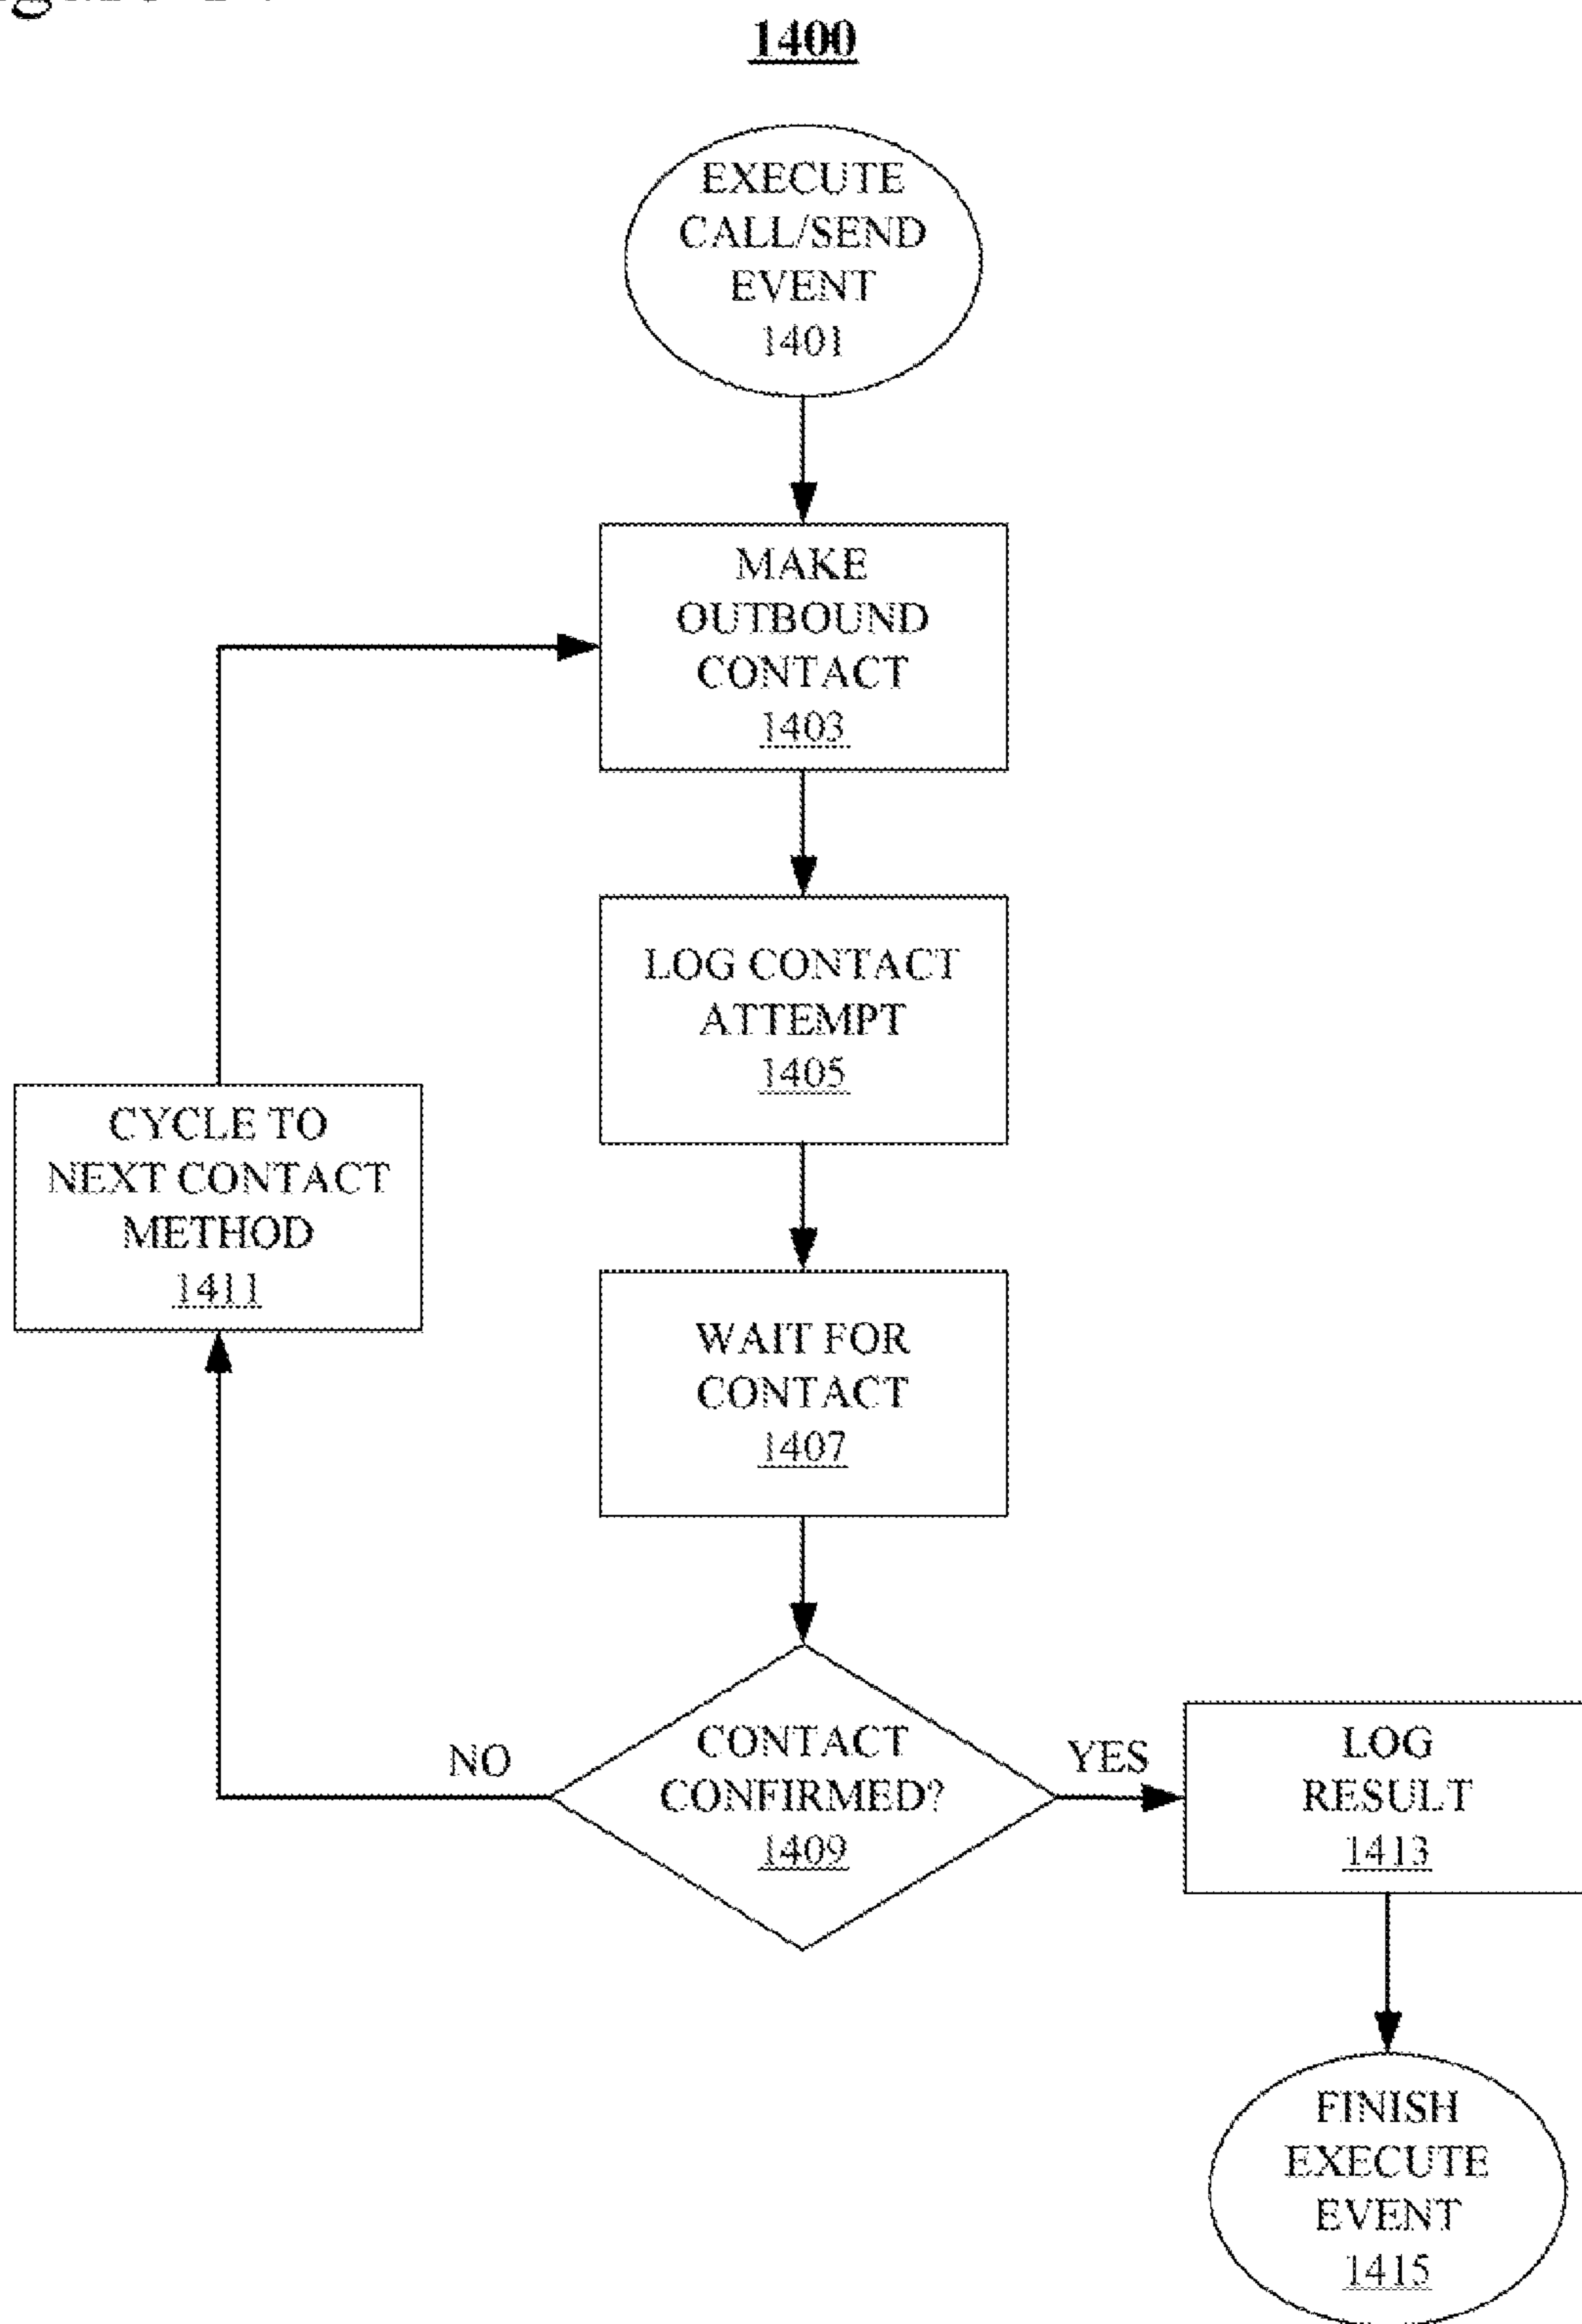 1400
EXECUTE
CALL/SEND
EVENT
1401
MAKE
OUTBOUND
CONTACT
1403
LOG CONTACT
ATTEMPT
1405
CYCLE TO
NEXT CONTACT
METHOD
1411
WAIT FOR
CONTACT
1407
NO
CONTACT
CONFIRMED?
1409
YES
LOG
RESULT
1413
FINISH
EXECUTE
EVENT
1415